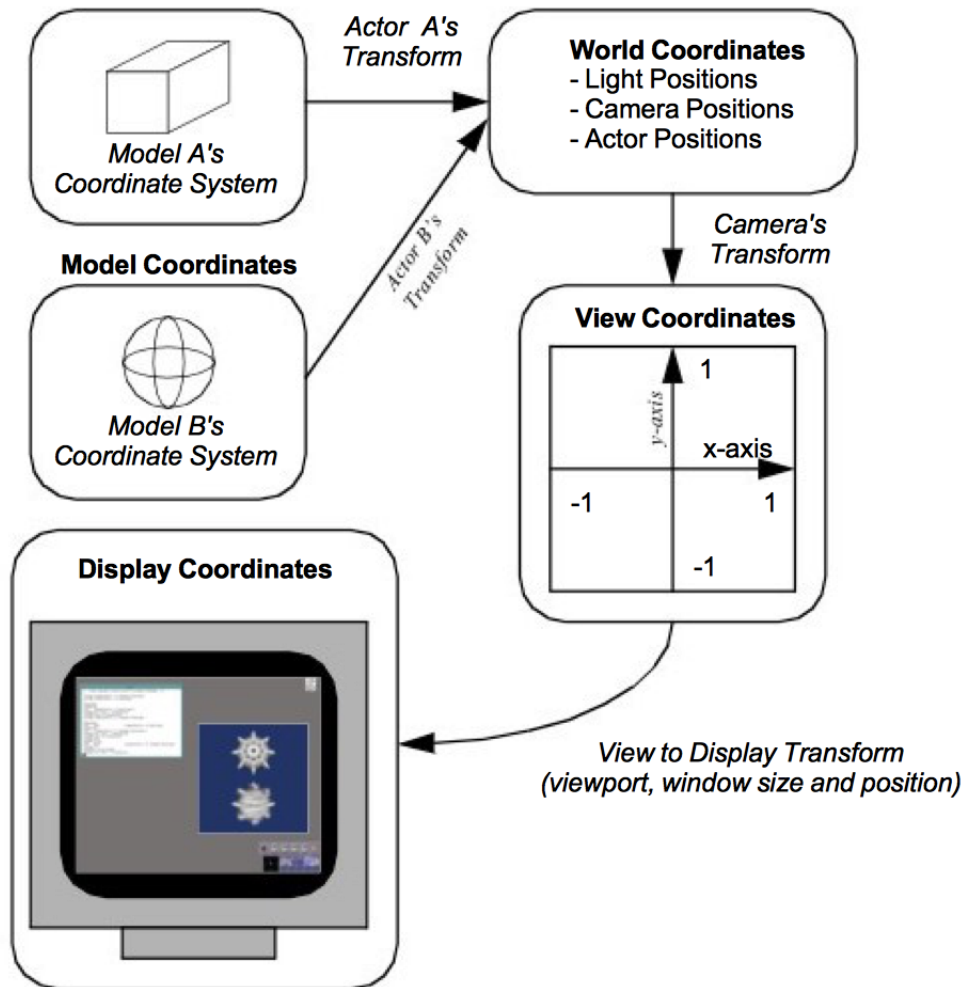 Actor A's
Transform
Model A's
Coordinate System
World Coordinates
- Light Positions
- Camera Positions
- Actor Positions
Actor B's
Transform
Camera's
Transform
Model Coordinates
Model B's
Coordinate System
View Coordinates
1
y-axis
x-axis
-1
1
-1
Display Coordinates
View to Display Transform
(viewport, window size and position)